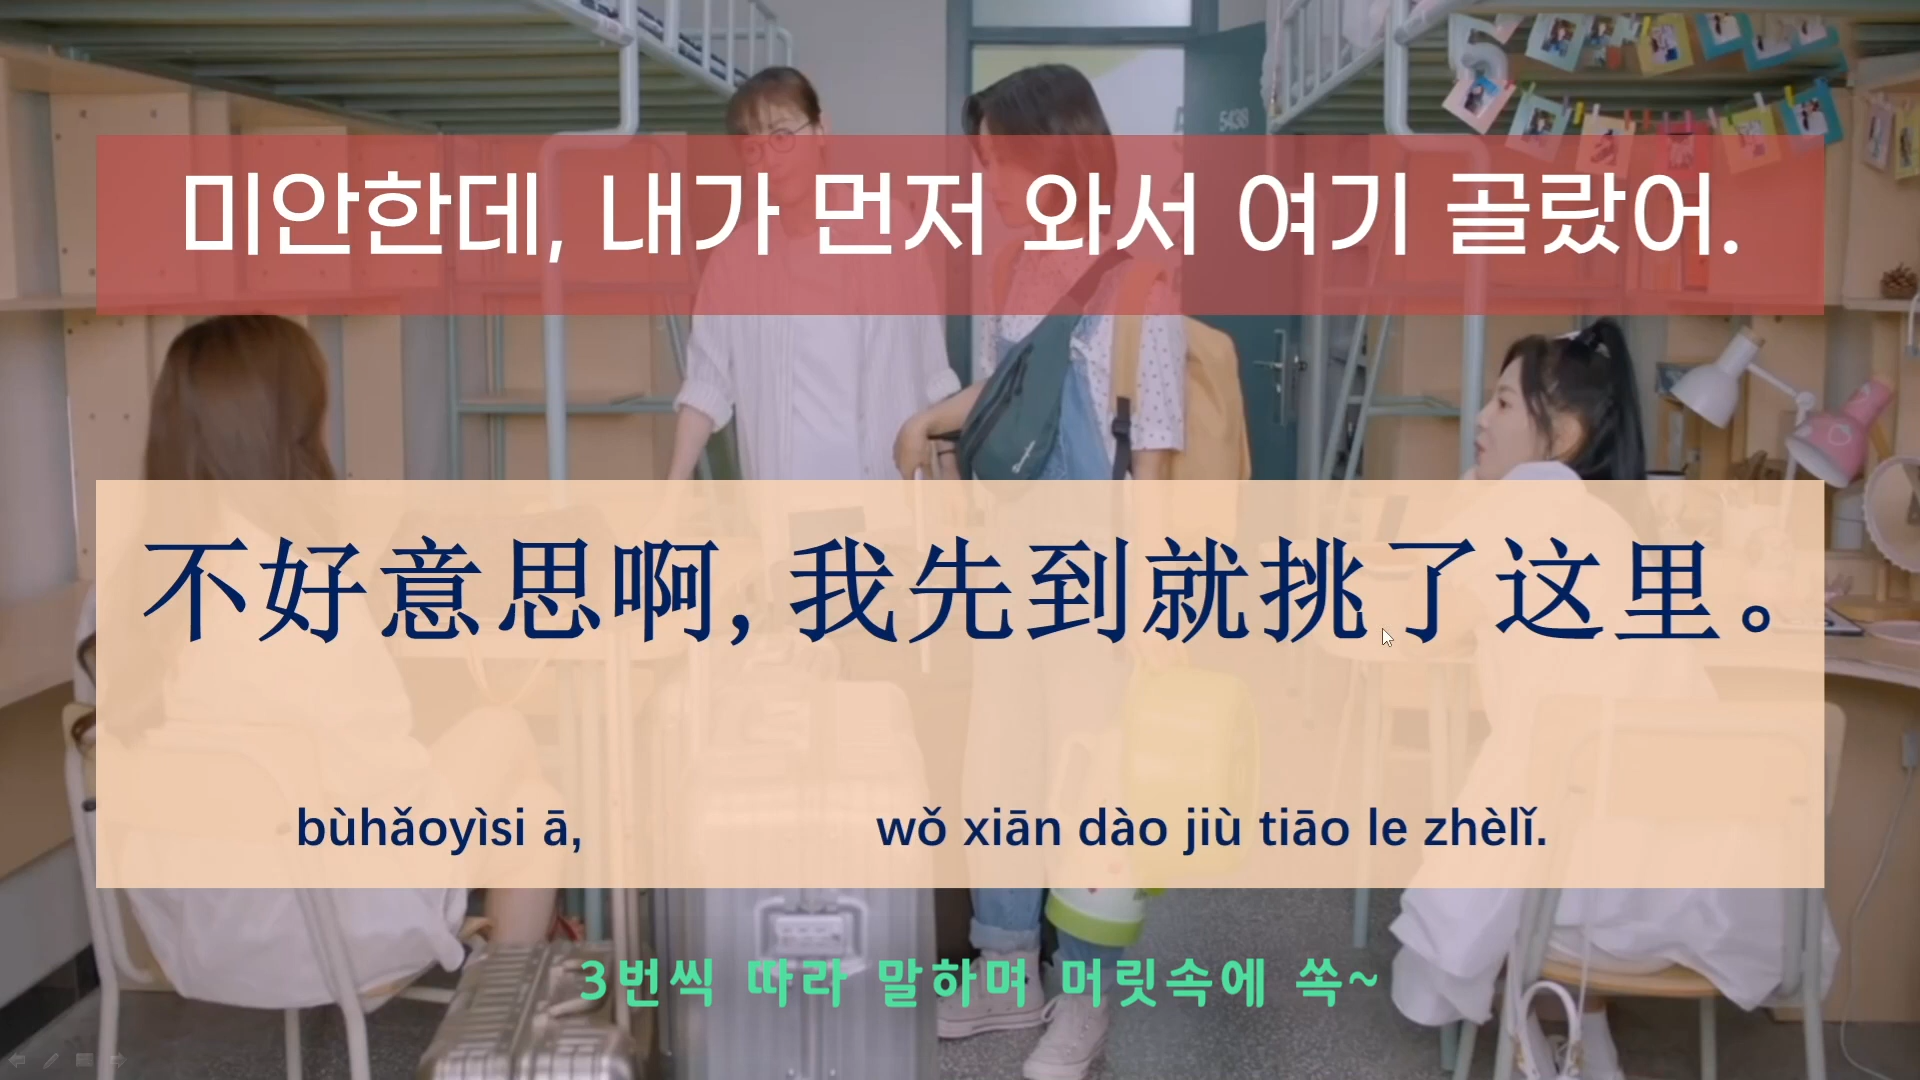 5438
미안한데, 내가 먼저 와서 여기 골랐어.
不好意思啊, 我先到就挑了这里。
bùhǎoyìsi ā, wǒ xiān dào jiù tiāo le zhèlǐ.
3번씩 따라 말하며 머릿속에 쏙~